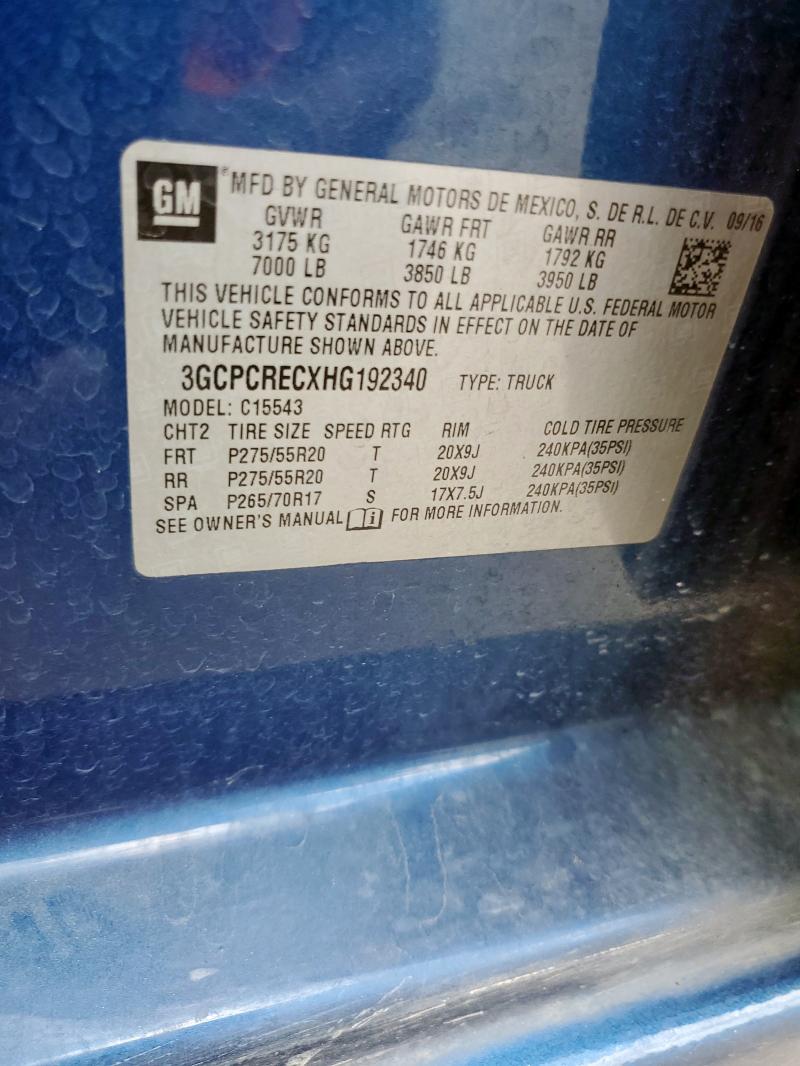 GM ® MFD BY GENERAL MOTORS DE MEXICO, S. DE R.L. DE C.V. 09/16
GVWR GAWR FRT GAWR RR
3175 KG 1746 KG 1792 KG
7000 LB 3850 LB 3950 LB
THIS VEHICLE CONFORMS TO ALL APPLICABLE U.S. FEDERAL MOTOR
VEHICLE SAFETY STANDARDS IN EFFECT ON THE DATE OF
MANUFACTURE SHOWN ABOVE.
3GCPCRECXHG192340 TYPE: TRUCK
MODEL: C15543
CHT2 TIRE SIZE SPEED RTG RIM COLD TIRE PRESSURE
FRT P275/55R20 T 20X9J 240KPA(35PSI)
RR P275/55R20 T 20X9J 240KPA(35PSI)
SPA P265/70R17 S 17X7.5J 240KPA(35PSI)
SEE OWNER'S MANUAL i FOR MORE INFORMATION.